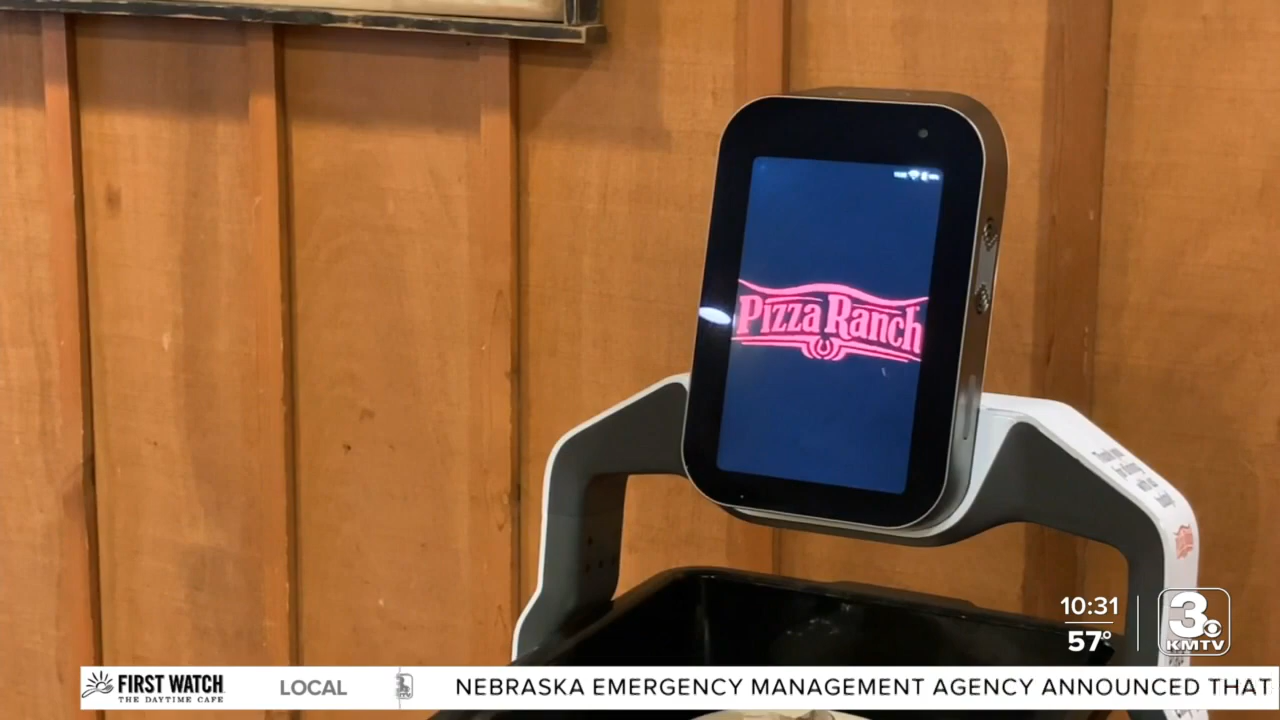 Pizza Ranch
10:31
57°
3
KMTV
FIRST WATCH
THE DAYTIME CAFE
LOCAL
NEBRASKA EMERGENCY MANAGEMENT AGENCY ANNOUNCED THAT